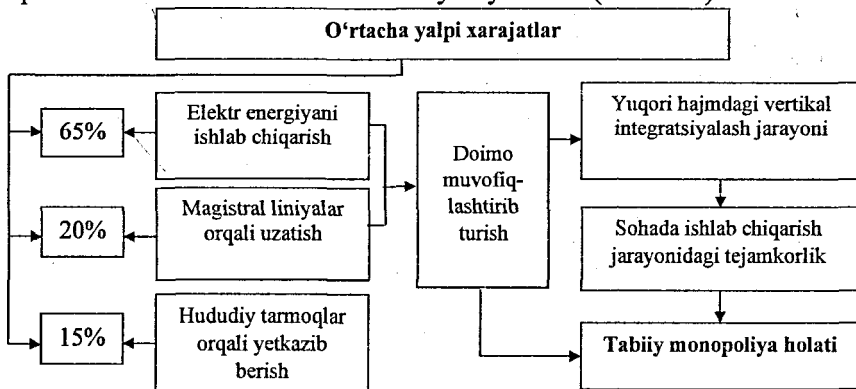 O‘rtacha yalpi xarajatlar
65%
Elektr energiyani
ishlab chiqarish
20%
Magistral liniyalar
orqali uzatish
15%
Hududiy tarmoqlar
orqali yetkazib
berish
Doimo
muvofiq-
lashtirib
turish
Yuqori hajmdagi vertikal
integratsiyalash jarayoni
Sohada ishlab chiqarish
jarayonidagi tejamkorlik
Tabiiy monopoliya holati